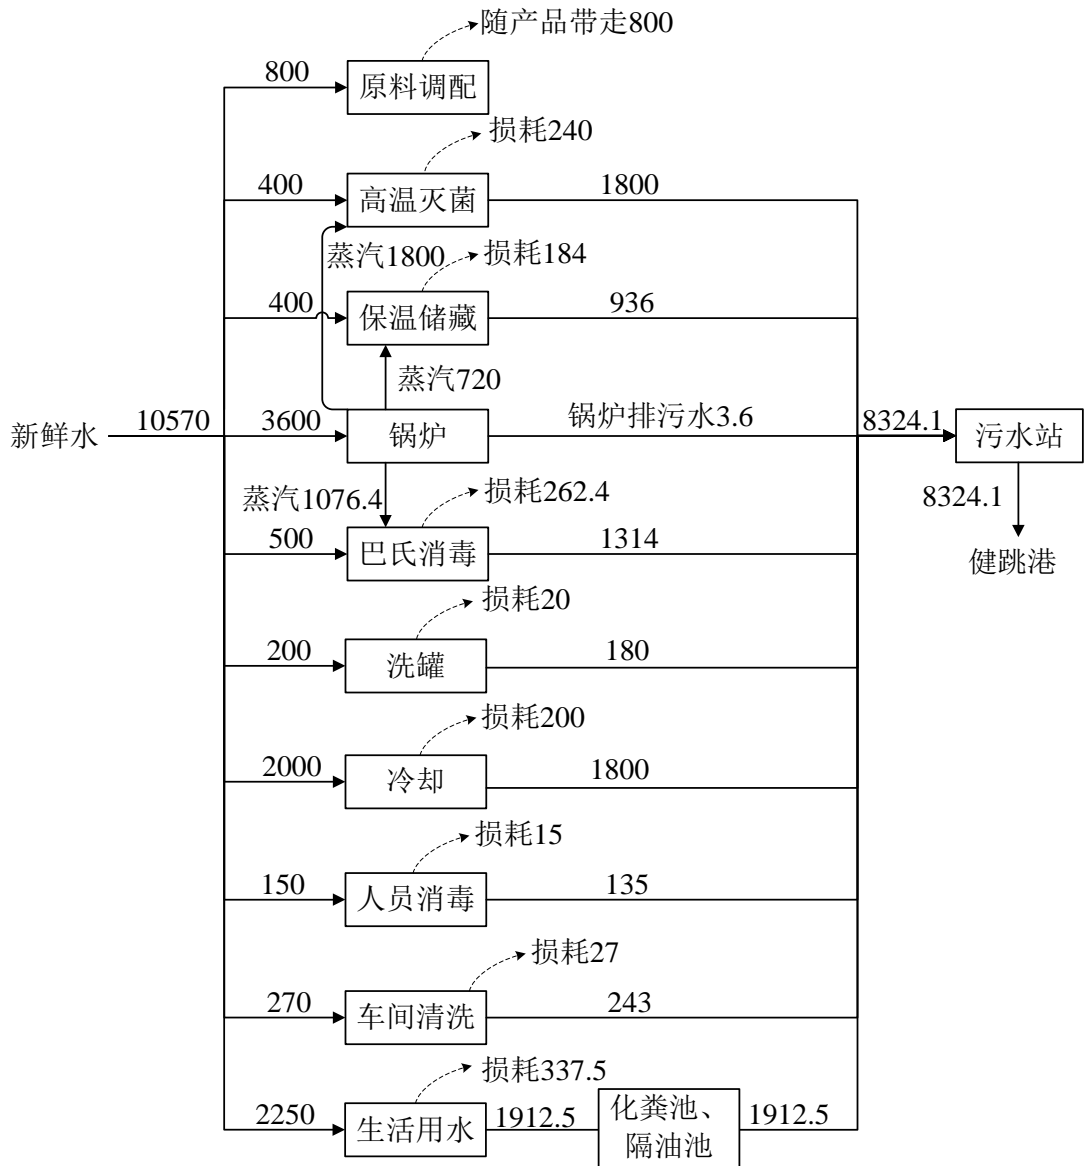 随产品带走800
800
原料调配
损耗240
400
高温灭菌
1800
蒸汽1800
损耗184
400
保温储藏
936
蒸汽720
新鲜水
10570
3600
锅炉
锅炉排污水3.6
8324.1
污水站
蒸汽1076.4
损耗262.4
8324.1
500
巴氏消毒
1314
健跳港
损耗20
200
洗罐
180
损耗200
2000
冷却
1800
损耗15
150
人员消毒
135
损耗27
270
车间清洗
243
损耗337.5
2250
生活用水
1912.5
化粪池、
隔油池
1912.5